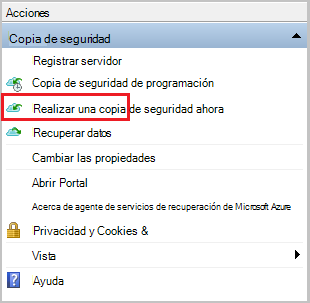 Acciones
Copia de seguridad
Registrar servidor
Copia de seguridad de programación
Realizar una copia de seguridad ahora
Recuperar datos
Cambiar las propiedades
Abrir Portal
Acerca de agente de servicios de recuperación de Microsoft Azure
Privacidad y Cookies &
Vista
Ayuda